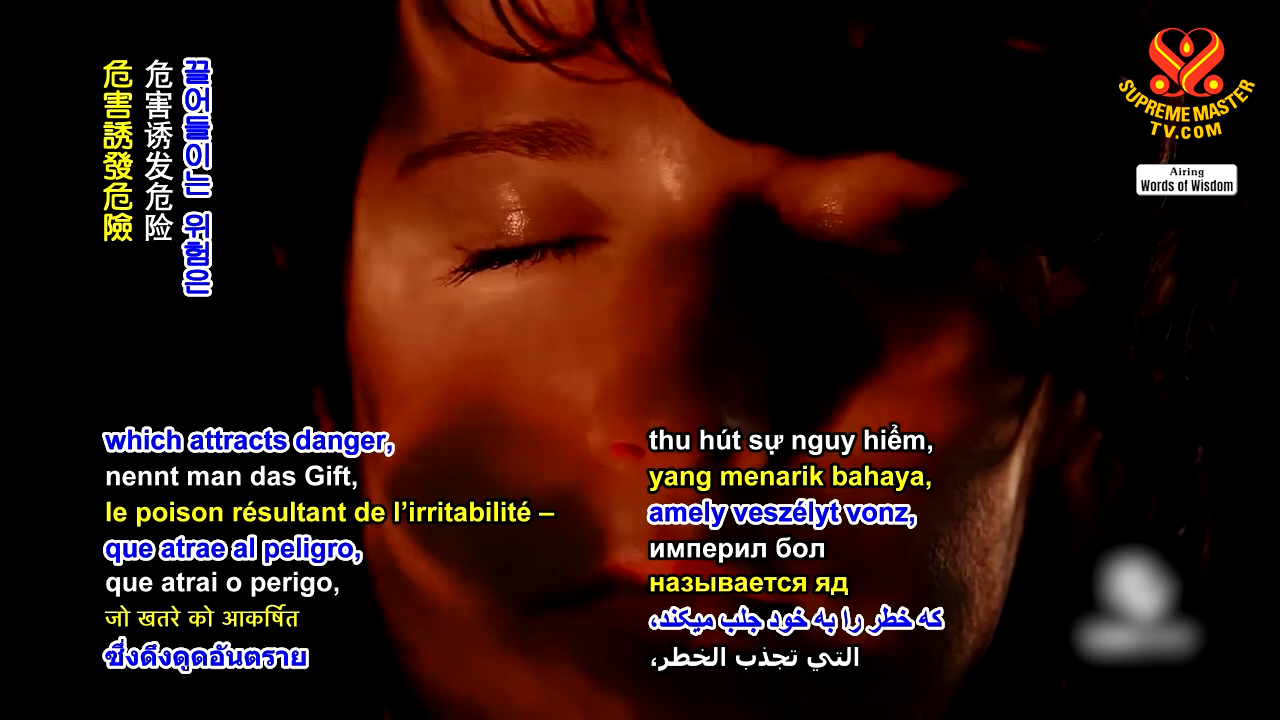 危害誘發危險
危害诱发危险
끌어들이는 위험은
SUPREME MASTER
TV.COM
Airing
Words of Wisdom
which attracts danger,
nennt man das Gift,
le poison résultant de l’irritabilité –
que atrae al peligro,
que atrai o perigo,
जो खतरे को आकर्षित
ซึ่งดึงดูดอันตราย
thu hút sự nguy hiểm,
yang menarik bahaya,
amely veszélyt vonz,
империл бол
называется яд
که خطر را به خود جلب میکند،
التي تجذب الخطر،